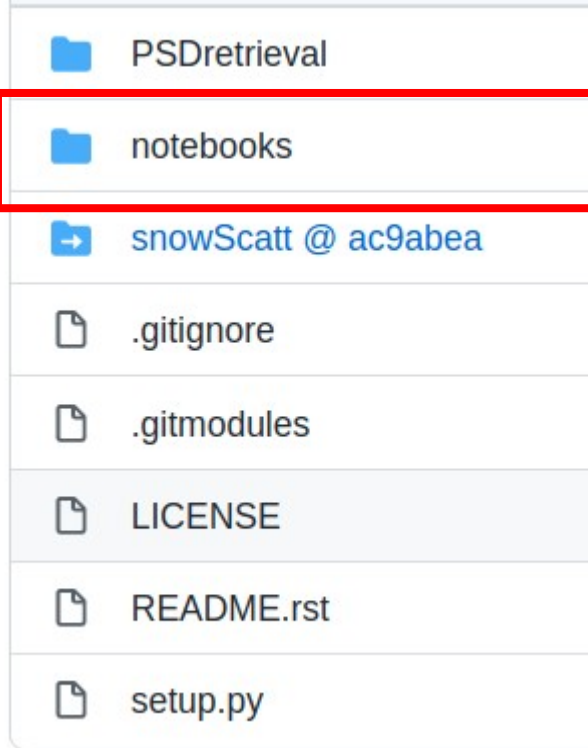 PSDretrieval
notebooks
snowScatt @ ac9abea
.gitignore
.gitmodules
LICENSE
README.rst
setup.py